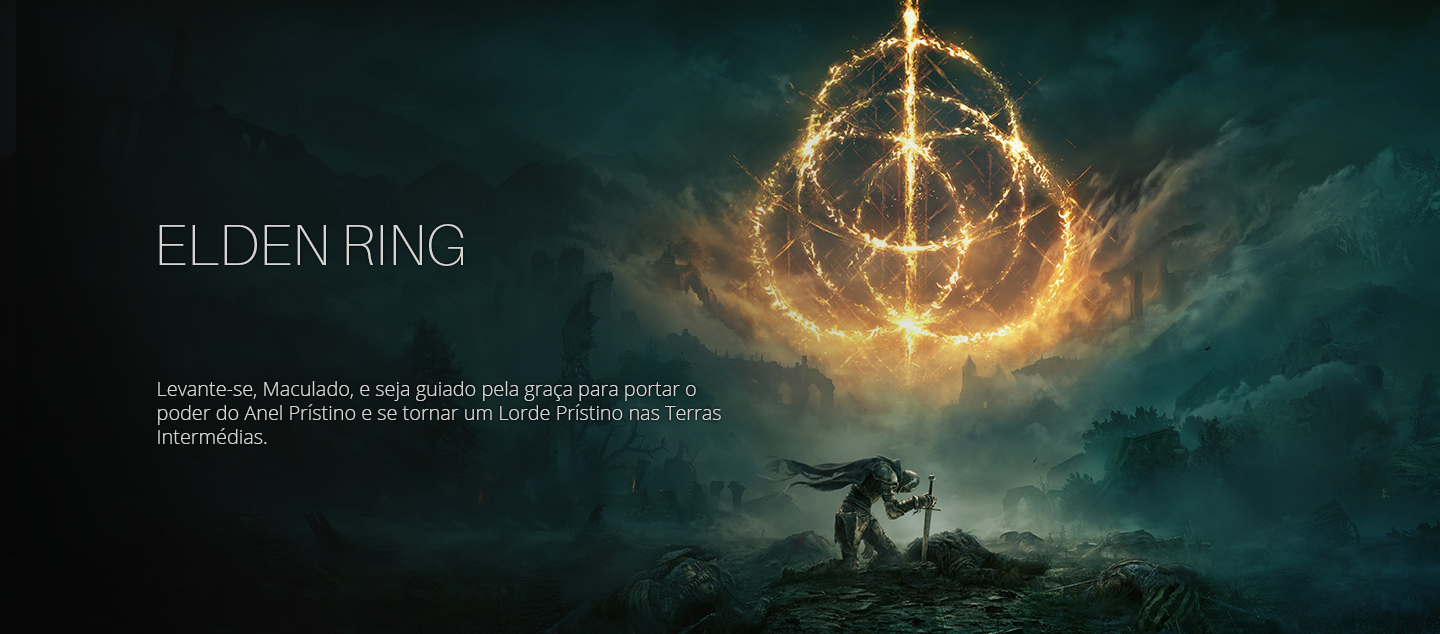 ELDEN RING
Levante-se, Maculado, e seja guiado pela graça para portar o
poder do Anel Prístino e se tornar um Lorde Prístino nas Terras
Intermédias.